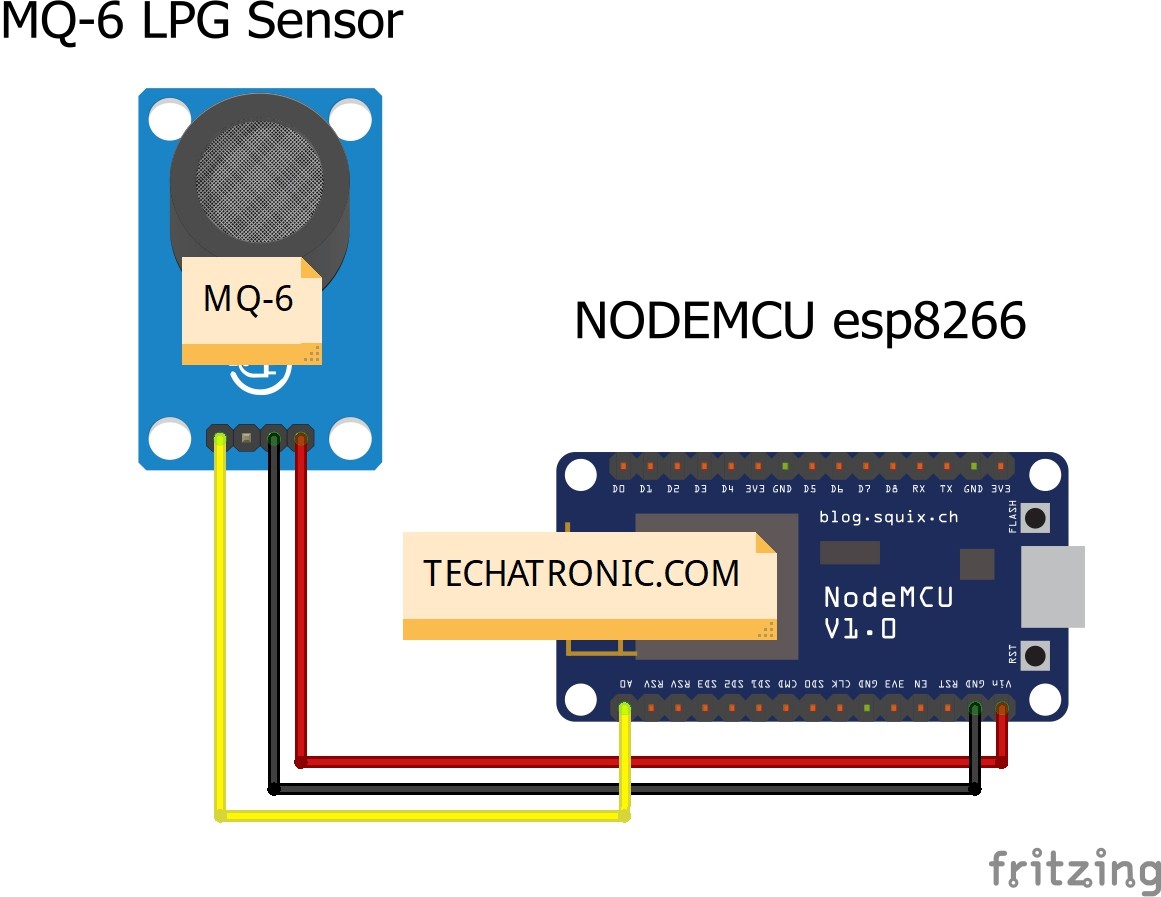 MQ-6 LPG Sensor
MQ-6
NODEMCU esp8266
D0 D1 D2 D3 D4 3V3 GND D5 D6 D7 D8 RX TX GND 3V3
blog.squix.ch
FLASH
TECHATRONIC.COM
NodeMCU
V1.0
RST
A0 RSV RSV SD3 SD2 SD1 CMD SD0 CLK GND 3V3 EN RST GND Vin
fritzing